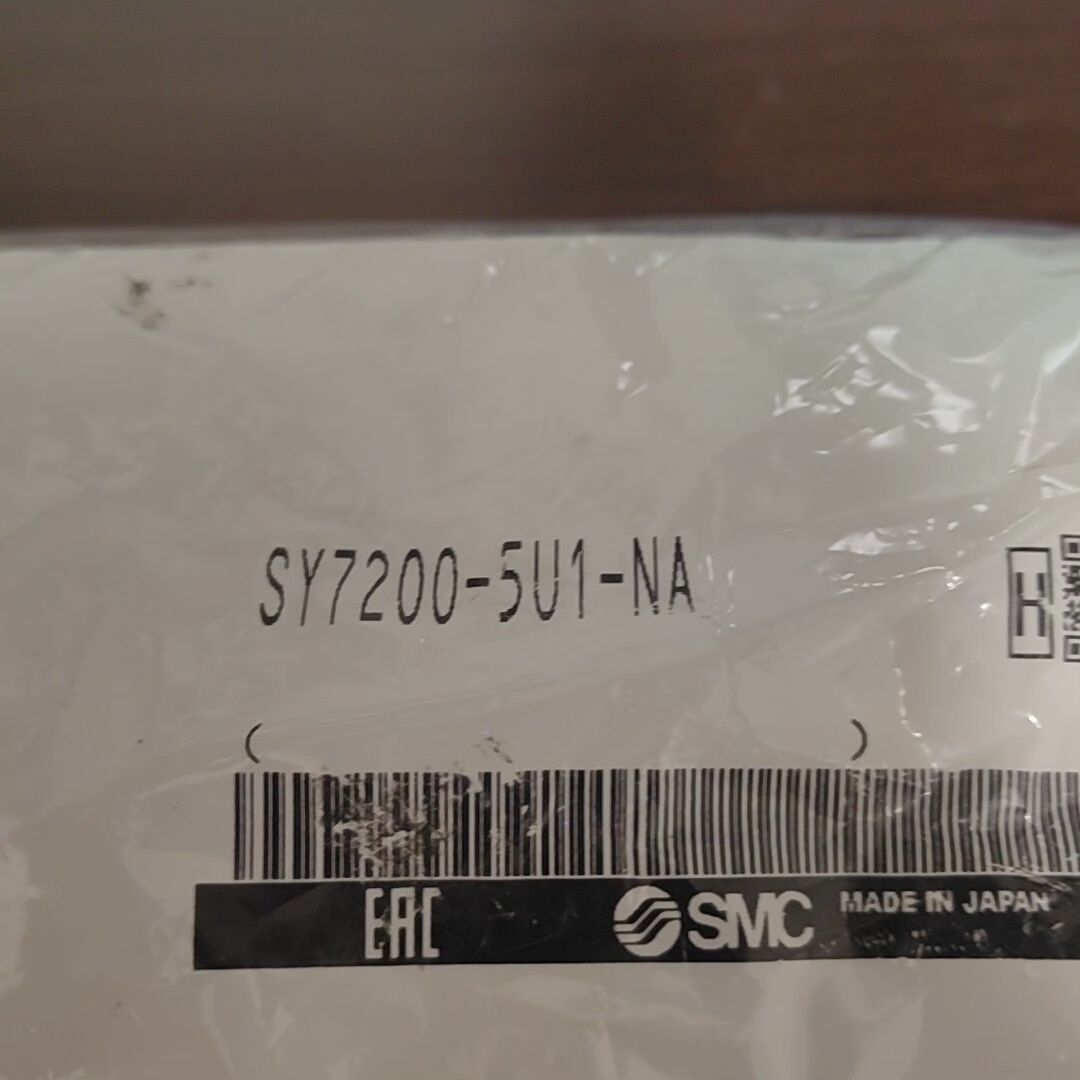 SY7200-5U1-NA
K
( )
EAC SMC MADE IN JAPAN